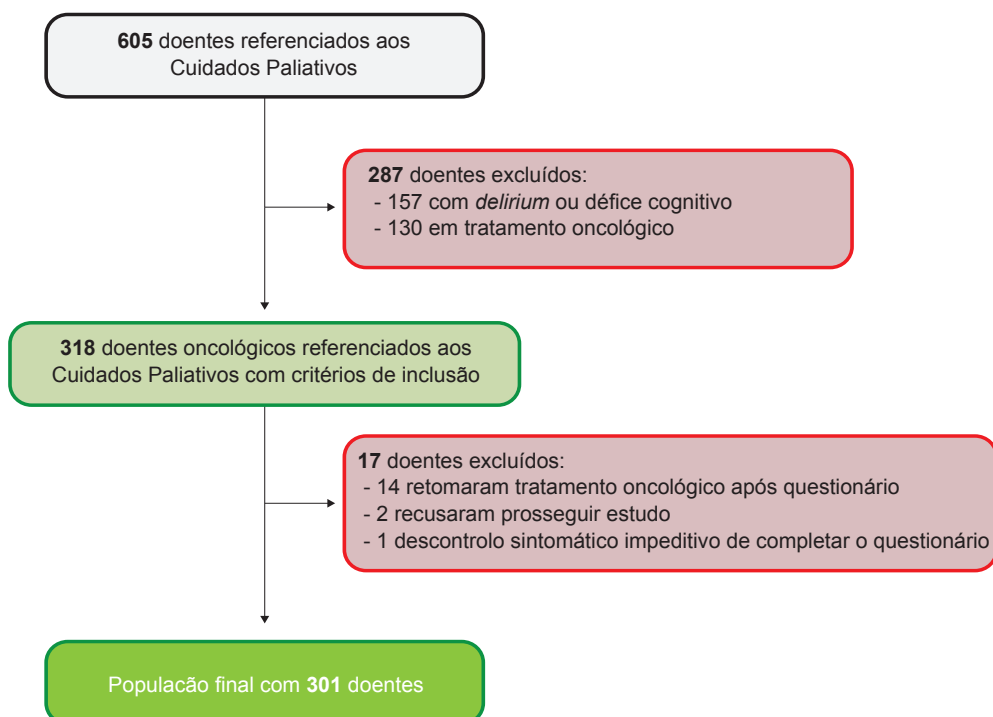 605 doentes referenciados aos
Cuidados Paliativos
287 doentes excluídos:
- 157 com delirium ou défice cognitivo
- 130 em tratamento oncológico
318 doentes oncológicos referenciados aos
Cuidados Paliativos com critérios de inclusão
17 doentes excluídos:
- 14 retomaram tratamento oncológico após questionário
- 2 recusaram prosseguir estudo
- 1 descontrolo sintomático impeditivo de completar o questionário
Populacão final com 301 doentes